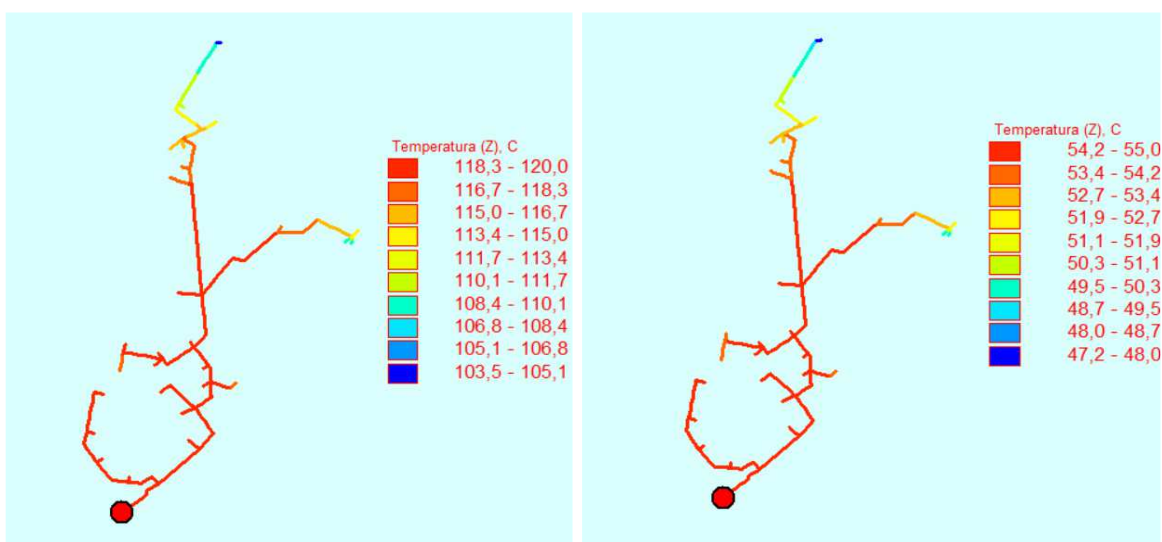 Temperatura (Z), C
118,3 - 120,0
116,7 - 118,3
115,0 - 116,7
113,4 - 115,0
111,7 - 113,4
110,1 - 111,7
108,4 - 110,1
106,8 - 108,4
105,1 - 106,8
103,5 - 105,1
Temperatura (Z), C
54,2 - 55,0
53,4 - 54,2
52,7 - 53,4
51,9 - 52,7
51,1 - 51,9
50,3 - 51,1
49,5 - 50,3
48,7 - 49,5
48,0 - 48,7
47,2 - 48,0